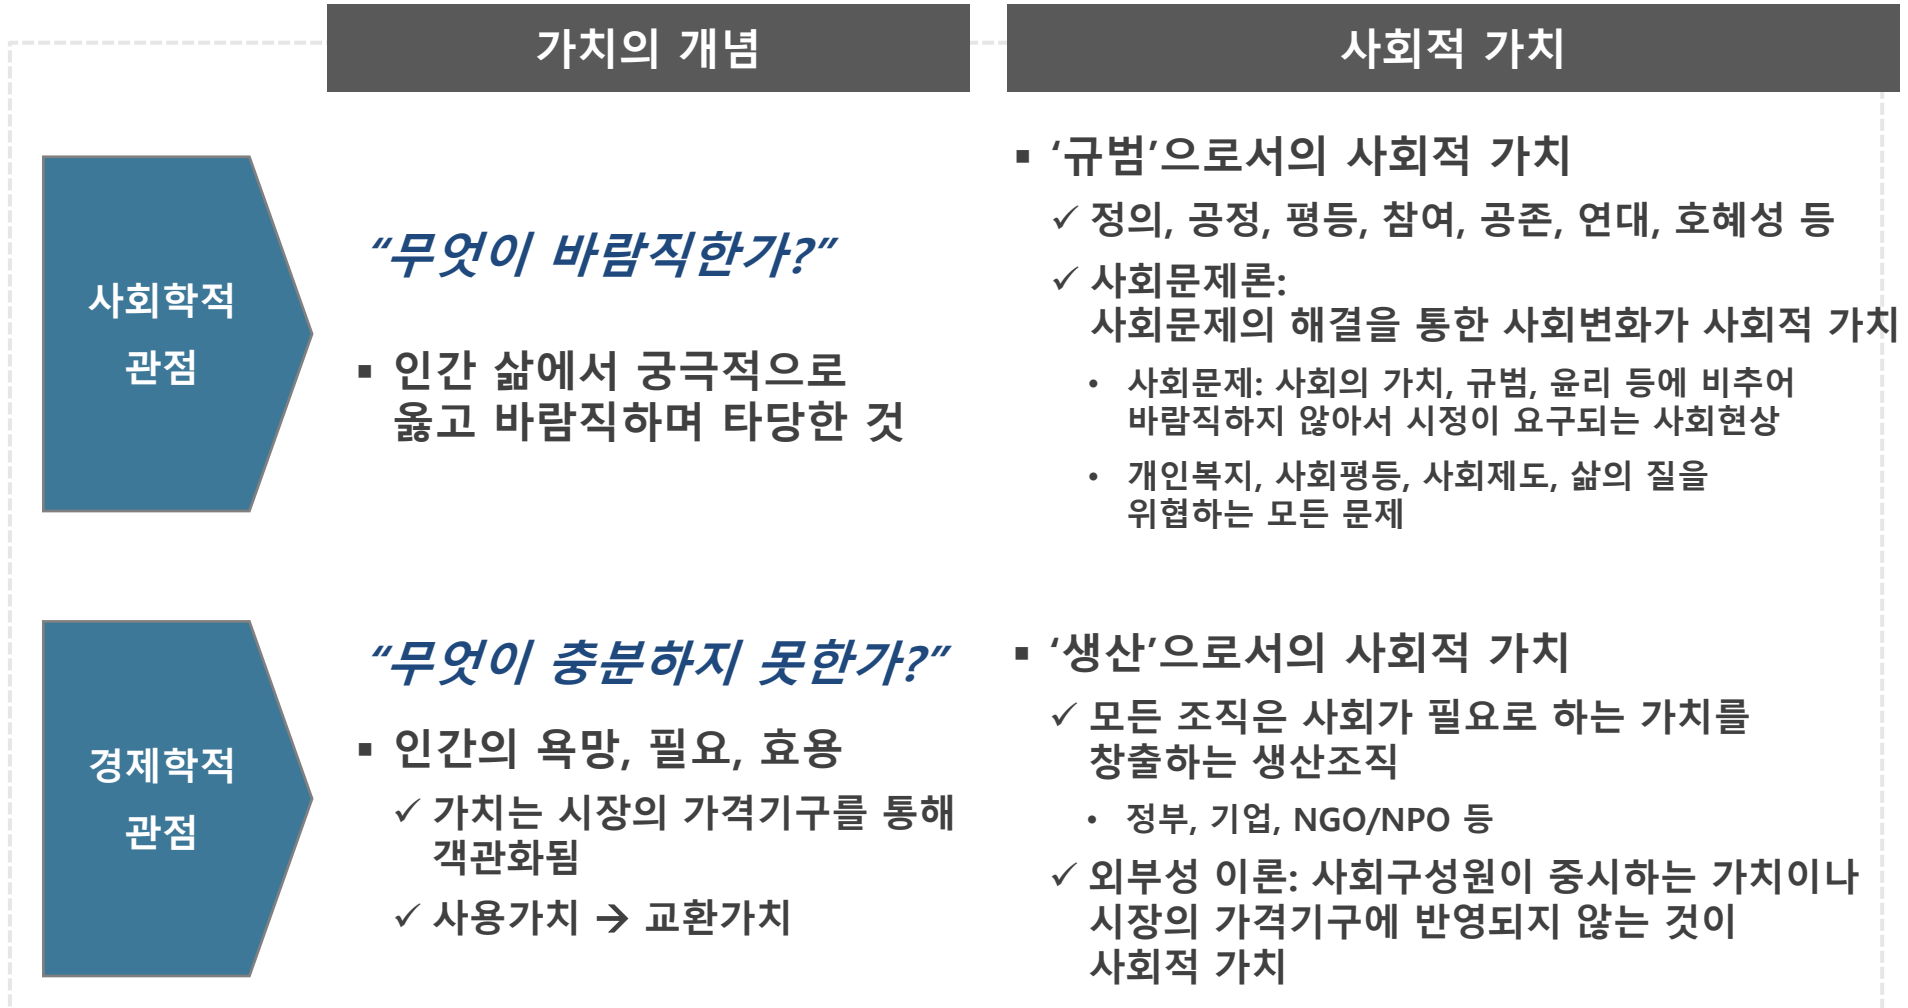 가치의 개념
사회적 가치
사회학적
관점
“무엇이 바람직한가?”
▪ 인간 삶에서 궁극적으로
옳고 바람직하며 타당한 것
▪ ‘규범’으로서의 사회적 가치
✓ 정의, 공정, 평등, 참여, 공존, 연대, 호혜성 등
✓ 사회문제론:
사회문제의 해결을 통한 사회변화가 사회적 가치
• 사회문제: 사회의 가치, 규범, 윤리 등에 비추어
바람직하지 않아서 시정이 요구되는 사회현상
• 개인복지, 사회평등, 사회제도, 삶의 질을
위협하는 모든 문제
경제학적
관점
“무엇이 충분하지 못한가?”
▪ 인간의 욕망, 필요, 효용
✓ 가치는 시장의 가격기구를 통해
객관화됨
✓ 사용가치 → 교환가치
▪ ‘생산’으로서의 사회적 가치
✓ 모든 조직은 사회가 필요로 하는 가치를
창출하는 생산조직
• 정부, 기업, NGO/NPO 등
✓ 외부성 이론: 사회구성원이 중시하는 가치이나
시장의 가격기구에 반영되지 않는 것이
사회적 가치